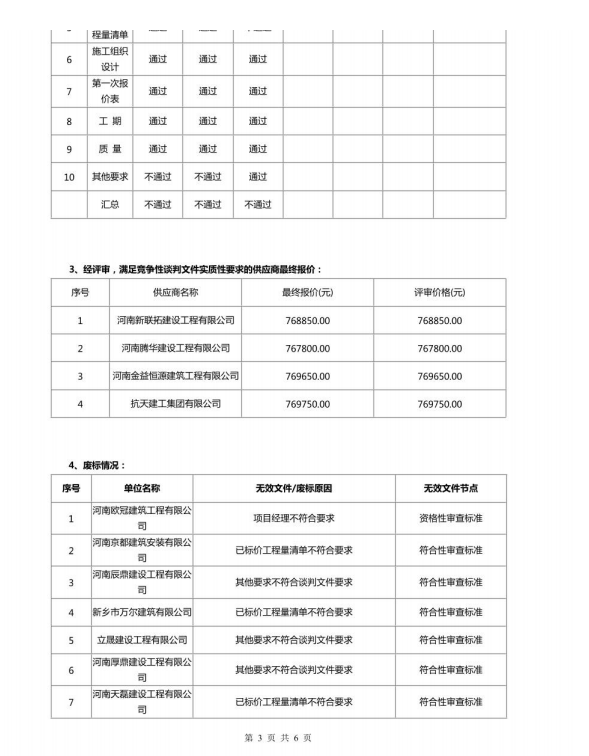 程量清单
6 施工组织设计 通过 通过 通过
7 第一次报价表 通过 通过 通过
8 工 期 通过 通过 通过
9 质 量 通过 通过 通过
10 其他要求 不通过 不通过 通过
汇总 不通过 不通过 不通过
3、经评审，满足竞争性谈判文件实质性要求的供应商最终报价：
序号 供应商名称 最终报价(元) 评审价格(元)
1 河南新联拓建设工程有限公司 768850.00 768850.00
2 河南腾华建设工程有限公司 767800.00 767800.00
3 河南金益恒源建筑工程有限公司 769650.00 769650.00
4 抗天建工集团有限公司 769750.00 769750.00
4、废标情况：
序号 单位名称 无效文件/废标原因 无效文件节点
1 河南欧冠建筑工程有限公司 项目经理不符合要求 资格性审查标准
2 河南京都建筑安装有限公司 已标价工程量清单不符合要求 符合性审查标准
3 河南辰鼎建设工程有限公司 其他要求不符合谈判文件要求 符合性审查标准
4 新乡市万尔建筑有限公司 已标价工程量清单不符合要求 符合性审查标准
5 立晟建设工程有限公司 其他要求不符合谈判文件要求 符合性审查标准
6 河南厚鼎建设工程有限公司 其他要求不符合谈判文件要求 符合性审查标准
7 河南天磊建设工程有限公司 已标价工程量清单不符合要求 符合性审查标准
第 3 页 共 6 页